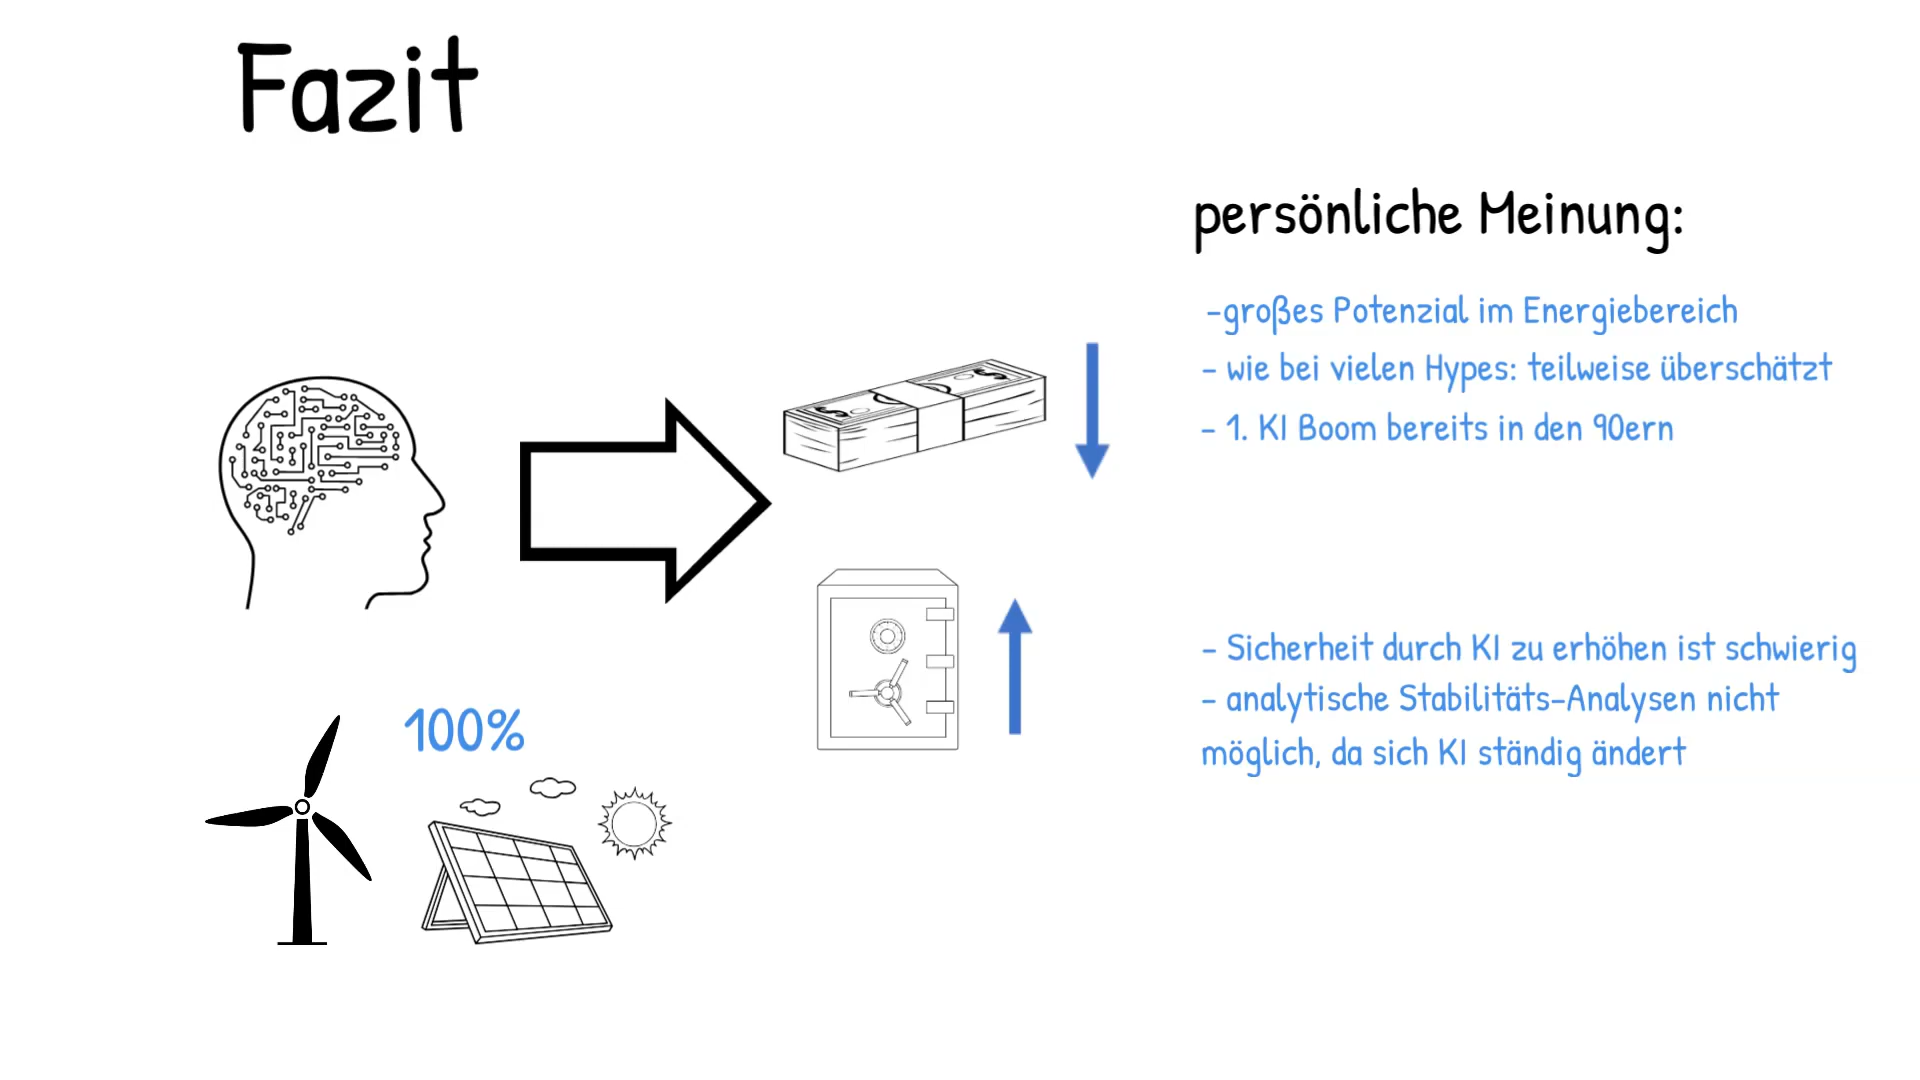 Fazit
persönliche Meinung:
-großes Potenzial im Energiebereich
- wie bei vielen Hypes: teilweise überschätzt
- 1. KI Boom bereits in den 90ern
- Sicherheit durch KI zu erhöhen ist schwierig
- analytische Stabilitäts-Analysen nicht
möglich, da sich KI ständig ändert
100%